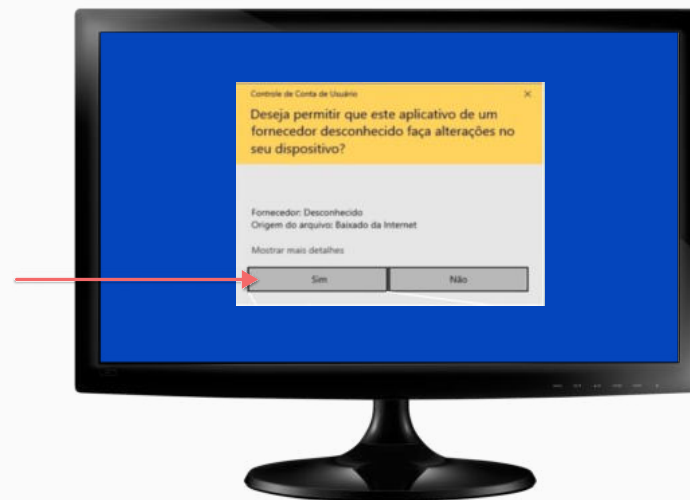 Controle de Conta de Usuário
Deseja permitir que este aplicativo de um
fornecedor desconhecido faça alterações no
seu dispositivo?
Fornecedor: Desconhecido
Origem do arquivo: Baixado da Internet
Mostrar mais detalhes
Sim
Não